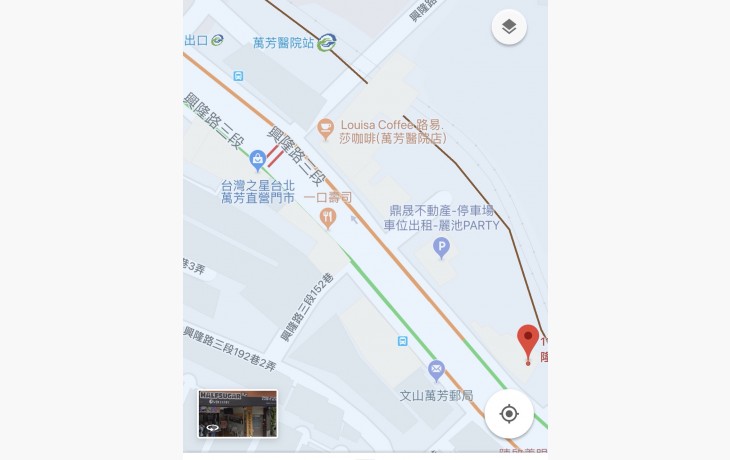 興隆路
出口
萬芳醫院站
興隆路三段
興隆路三段
Louisa Coffee 路易.
莎咖啡(萬芳醫院店)
台灣之星台北
萬芳直營門市
一口壽司
鼎晟不動產-停車場
車位出租-麗池PARTY
P
巷3弄
興隆路三段152巷
興隆路三段192巷2弄
1
隆
文山萬芳郵局
HALFSUGAR